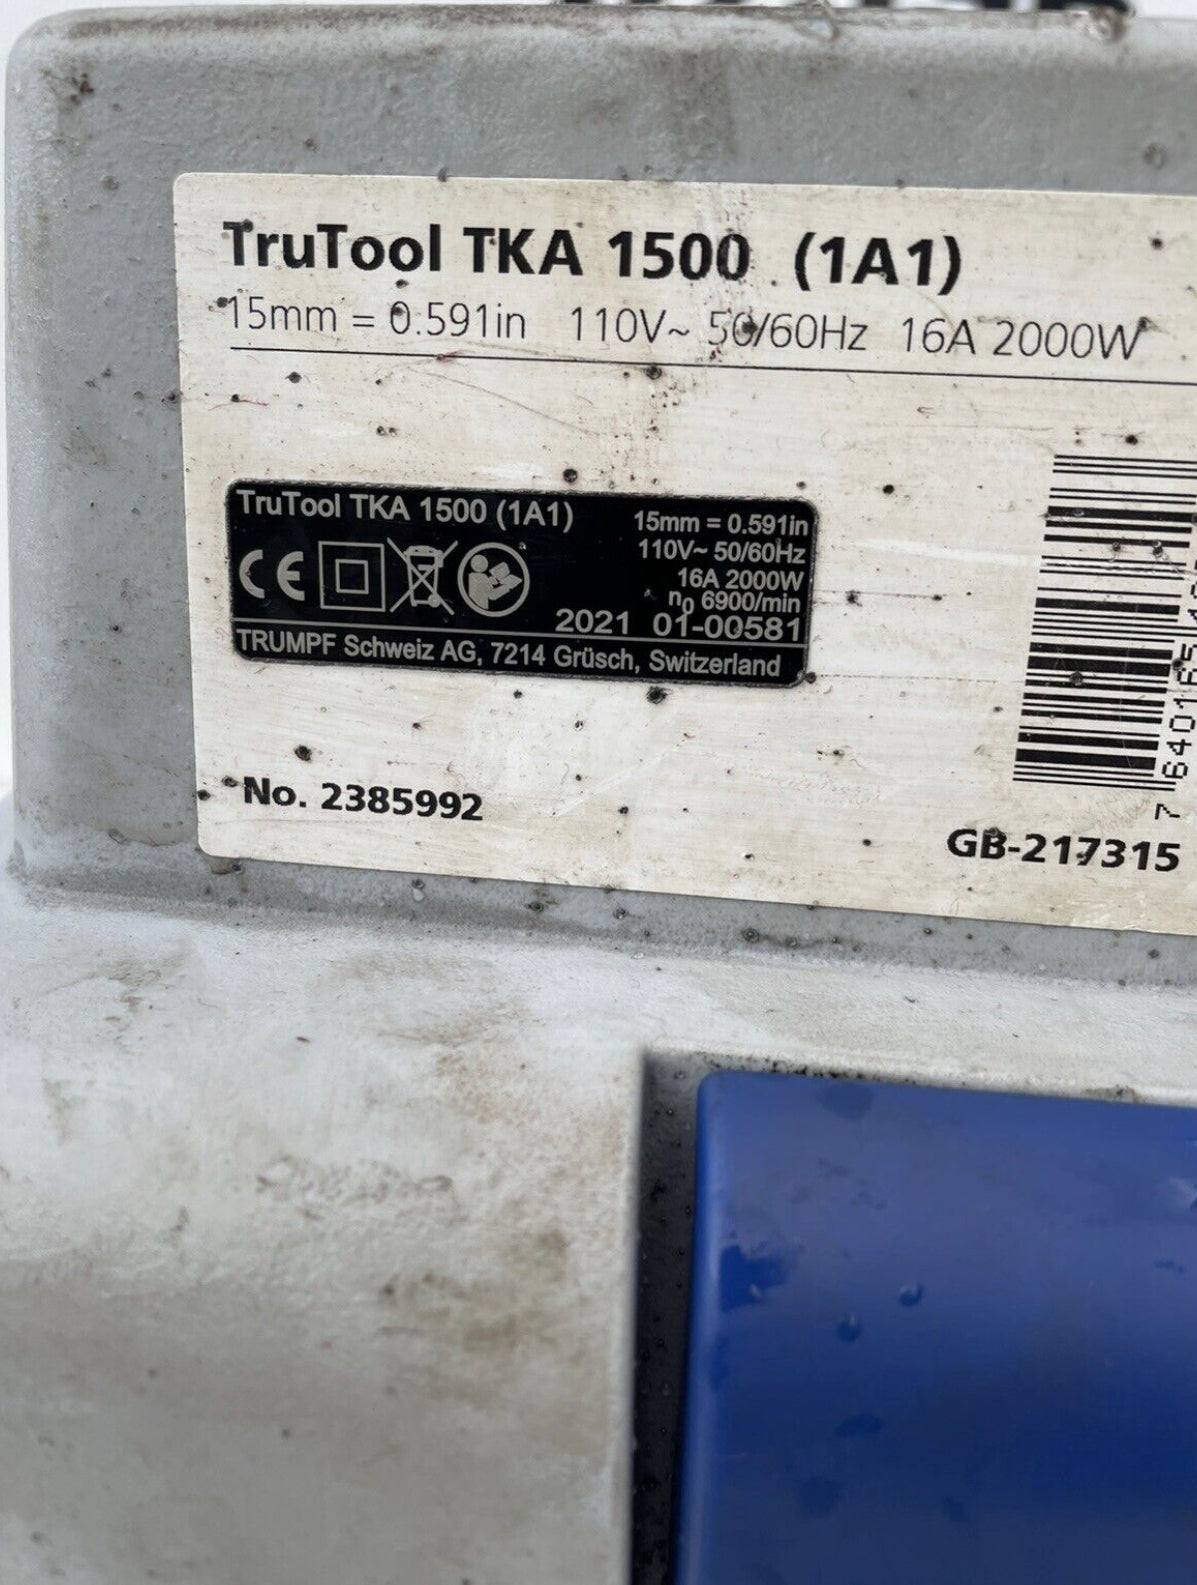 TruTool TKA 1500 (1A1)
15mm = 0.591in 110V~ 50/60Hz 16A 2000W
TruTool TKA 1500 (1A1)
15mm = 0.591in
110V~ 50/60Hz
CE
16A 2000W
n₀ 6900/min
2021 01-00581
TRUMPF Schweiz AG, 7214 Grüsch, Switzerland
No. 2385992
GB-217315